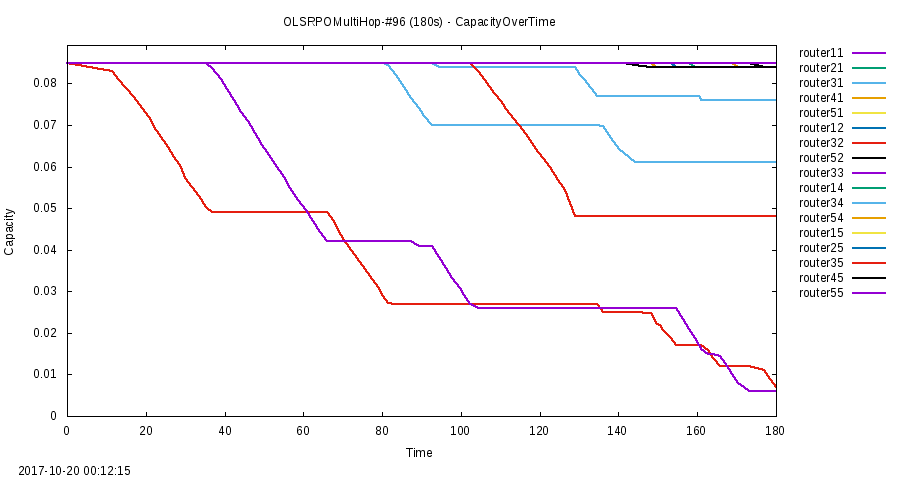 OLSRPOMultiHop-#96 (180s) - CapacityOverTime
Capacity
0.08
0.07
0.06
0.05
0.04
0.03
0.02
0.01
0
0 20 40 60 80 100 120 140 160 180
Time
router11
router21
router31
router41
router51
router12
router32
router52
router33
router14
router34
router54
router15
router25
router35
router45
router55
2017-10-20 00:12:15